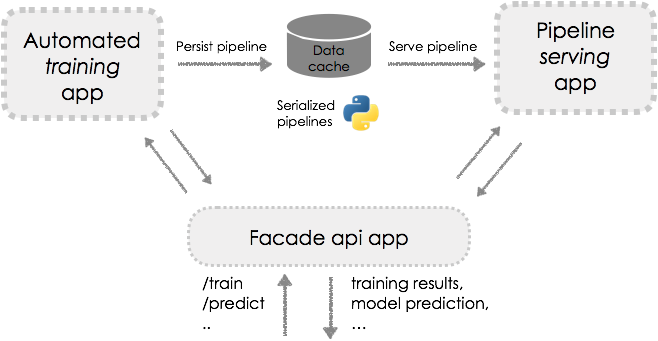 Automated
training
app
Persist pipeline
Data
cache
Serve pipeline
Pipeline
serving
app
Serialized
pipelines
Facade api app
/train
/predict
..
training results,
model prediction,
…